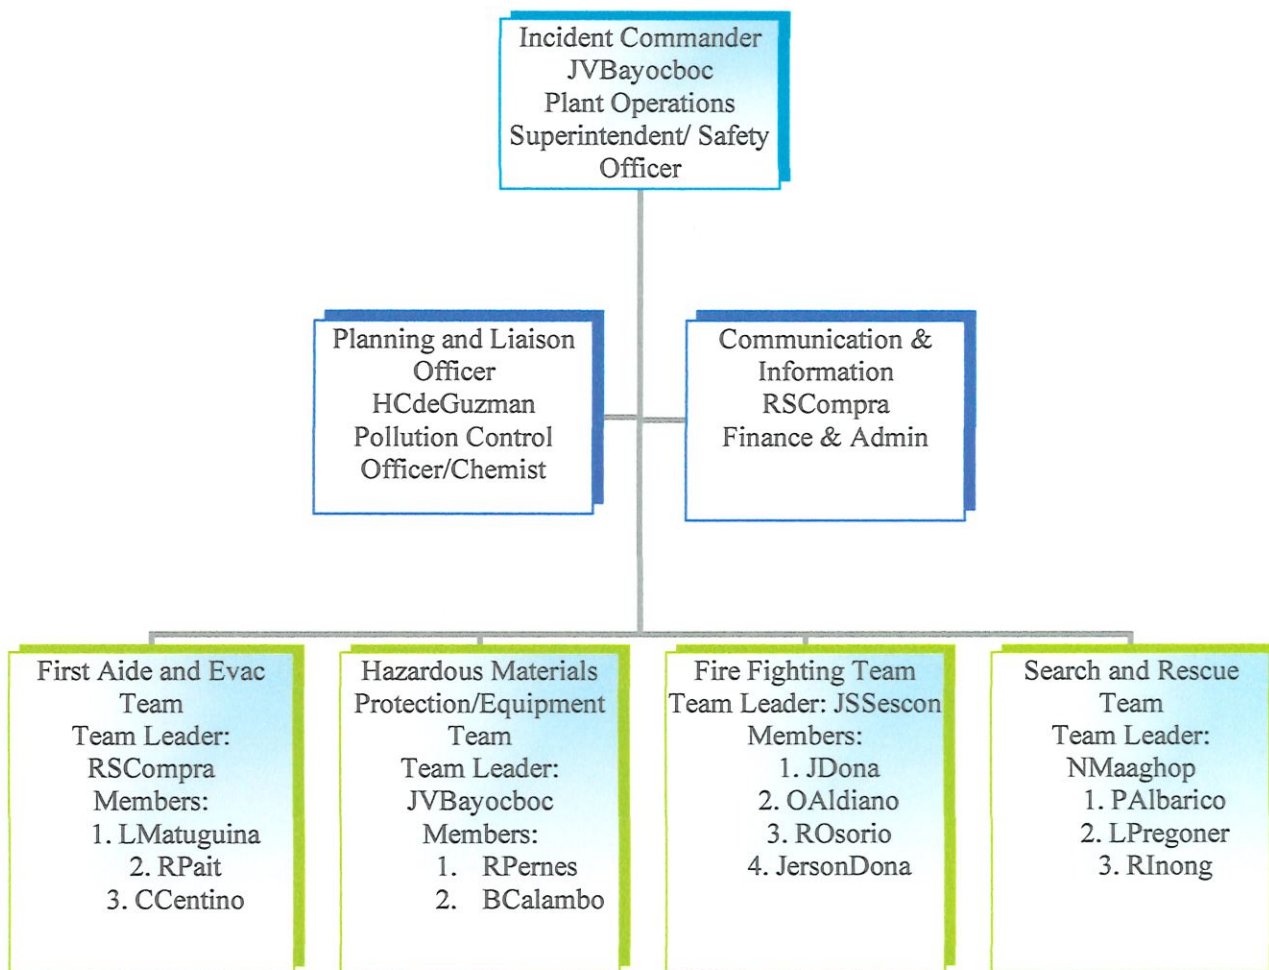 Incident Commander
JVBayocboc
Plant Operations
Superintendent/ Safety
Officer
Planning and Liaison
Officer
HCdeGuzman
Pollution Control
Officer/Chemist
Communication &
Information
RSCompra
Finance & Admin
First Aide and Evac
Team
Team Leader:
RSCompra
Members:
1. LMatuguina
2. RPait
3. CCentino
Hazardous Materials
Protection/Equipment
Team
Team Leader:
JVBayocboc
Members:
1. RPernes
2. BCalambo
Fire Fighting Team
Team Leader: JSSescon
Members:
1. JDona
2. OAldiano
3. ROsorio
4. JersonDona
Search and Rescue
Team
Team Leader:
NMaaghop
1. PAlbarico
2. LPregoner
3. RInong